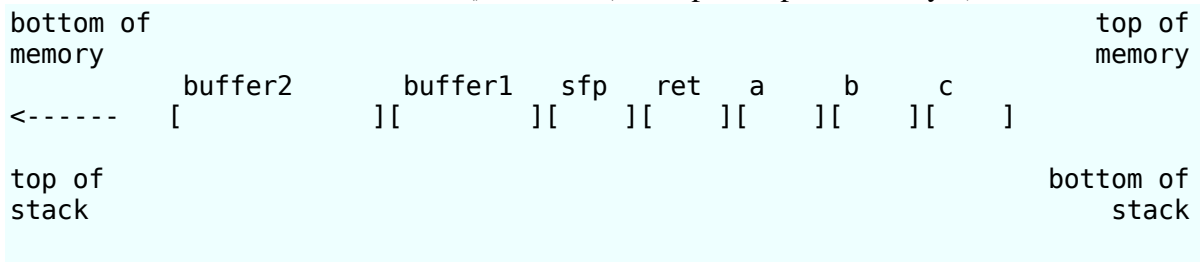 bottom of top of
memory memory
buffer2 buffer1 sfp ret a b c
<------ [ ][ ][ ][ ][ ][ ][ ]
top of bottom of
stack stack